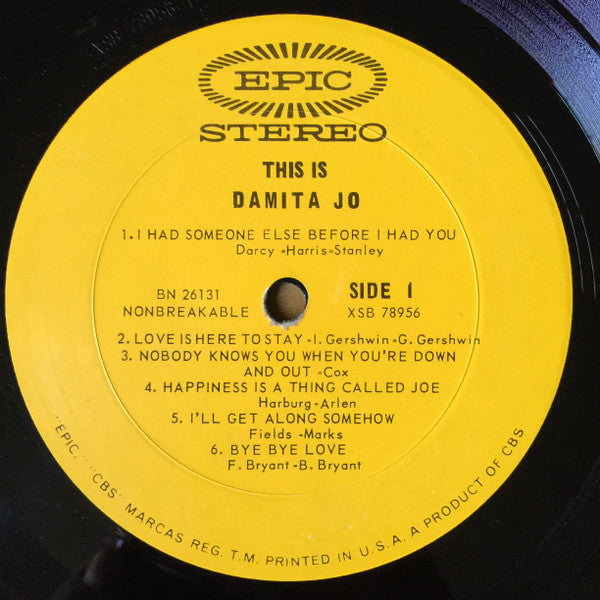 EPIC
STEREO
THIS IS
DAMITA JO
1. I HAD SOMEONE ELSE BEFORE I HAD YOU
Darcy -Harris-Stanley
BN 26131
NONBREAKABLE
SIDE 1
XSB 78956
2. LOVE IS HERE TO STAY -I. Gershwin -G. Gershwin
3. NOBODY KNOWS YOU WHEN YOU'RE DOWN
AND OUT -Cox
4. HAPPINESS IS A THING CALLED JOE
Harburg-Arlen
5. I'LL GET ALONG SOMEHOW
Fields -Marks
6. BYE BYE LOVE
F. Bryant -B. Bryant
"EPIC," "CBS" MARCAS REG. T.M. PRINTED IN U.S.A. A PRODUCT OF CBS